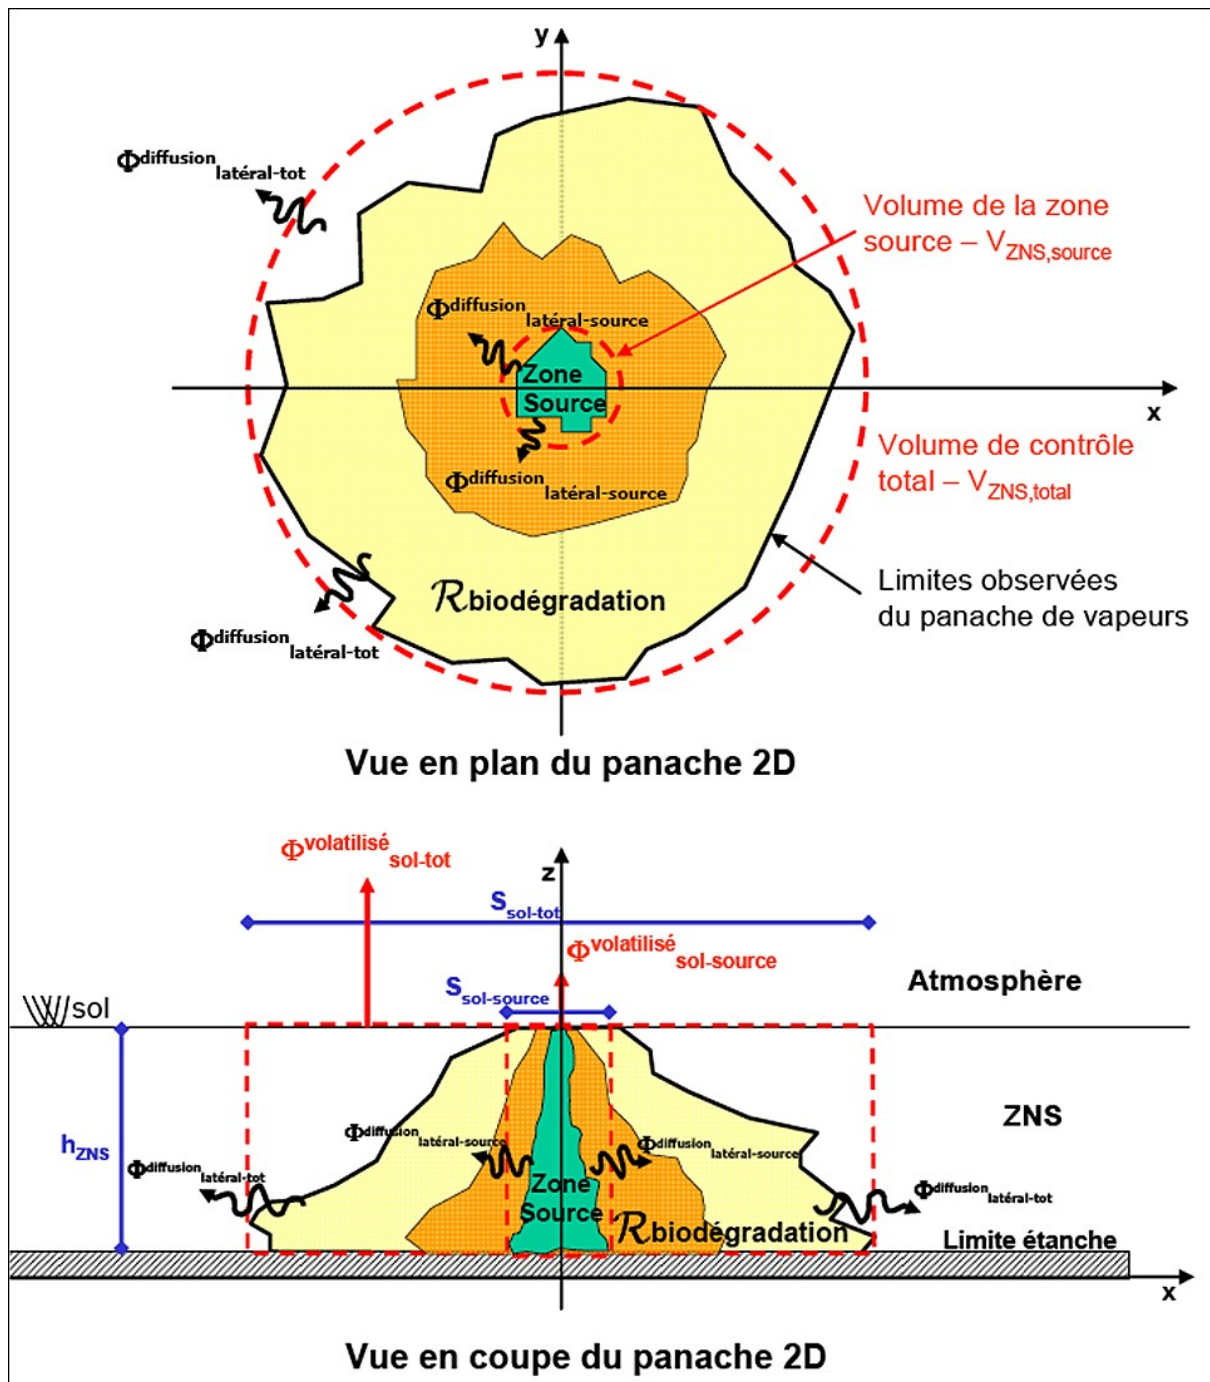 y
Φdiffusion latéral-tot
Volume de la zone
source – VZNS,source
Φdiffusion latéral-source
Zone
Source
x
Φdiffusion latéral-source
Volume de contrôle
total – VZNS,total
Limites observées
du panache de vapeurs
ℛbiodégradation
Φdiffusion latéral-tot
Vue en plan du panache 2D
Φvolatilisé sol-tot
z
Ssol-tot
Φvolatilisé sol-source
Ssol-source
Atmosphère
sol
hZNS
ZNS
Φdiffusion latéral-source
Φdiffusion latéral-source
Φdiffusion latéral-tot
Zone
Source
Φdiffusion latéral-tot
ℛbiodégradation
Limite étanche
x
Vue en coupe du panache 2D